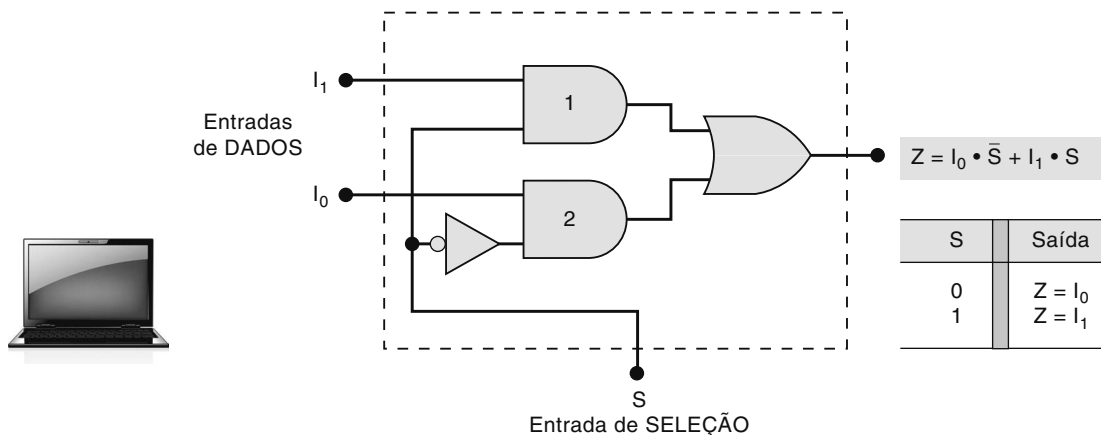 I₁
1
Entradas
de DADOS
Z = I₀ • S̅ + I₁ • S
I₀
2
S Saída
0 Z = I₀
1 Z = I₁
S
Entrada de SELEÇÃO